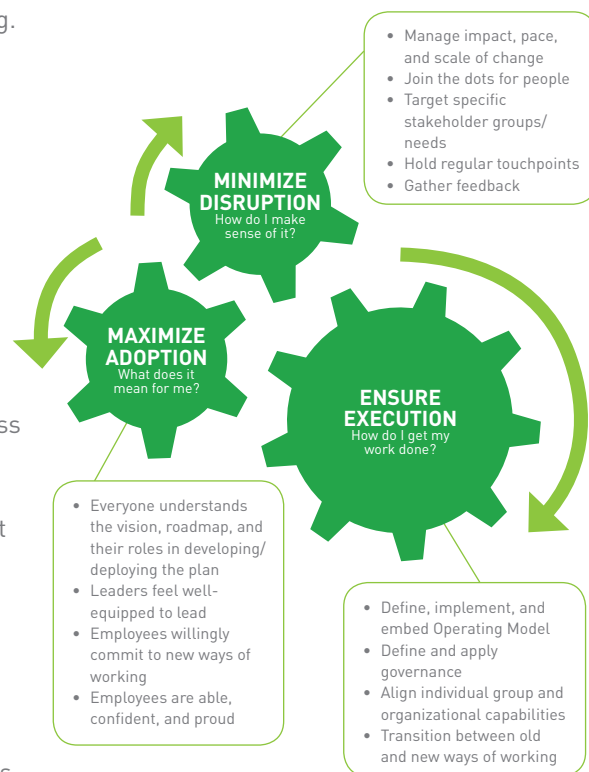 g.
• Manage impact, pace,
and scale of change
• Join the dots for people
• Target specific
stakeholder groups/
needs
• Hold regular touchpoints
• Gather feedback
MINIMIZE
DISRUPTION
How do I make
sense of it?
MAXIMIZE
ADOPTION
What does it
mean for me?
ENSURE
EXECUTION
How do I get my
work done?
ss
t
• Everyone understands
the vision, roadmap, and
their roles in developing/
deploying the plan
• Leaders feel well-
equipped to lead
• Employees willingly
commit to new ways of
working
• Employees are able,
confident, and proud
• Define, implement, and
embed Operating Model
• Define and apply
governance
• Align individual group and
organizational capabilities
• Transition between old
and new ways of working